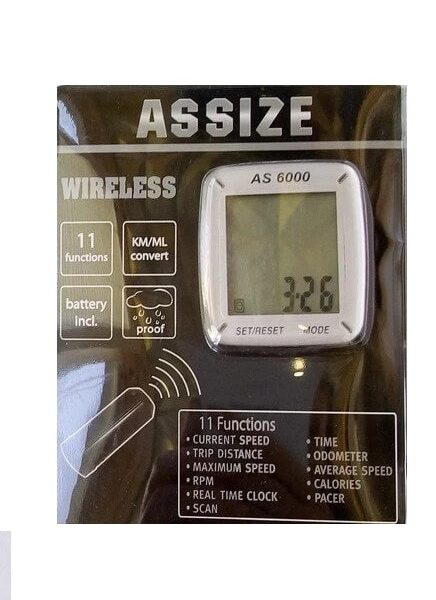 ASSIZE
WIRELESS
AS 6000
11
functions
KM/ML
convert
battery
incl.
proof
3:26
SET/RESET MODE
11 Functions
• CURRENT SPEED
• TRIP DISTANCE
• MAXIMUM SPEED
• RPM
• REAL TIME CLOCK
• SCAN
• TIME
• ODOMETER
• AVERAGE SPEED
• CALORIES
• PACER